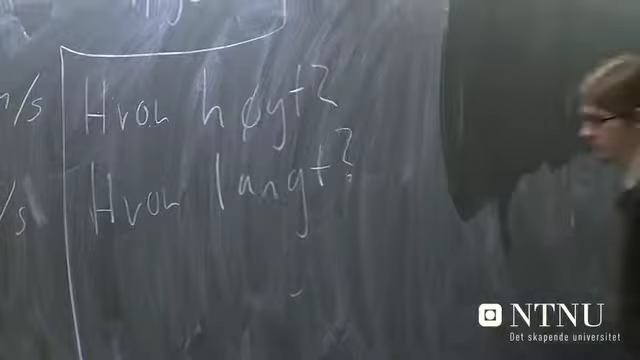 m/s
Hvor høyt?
Hvor langt?
/s
NTNU
Det skapende universitet